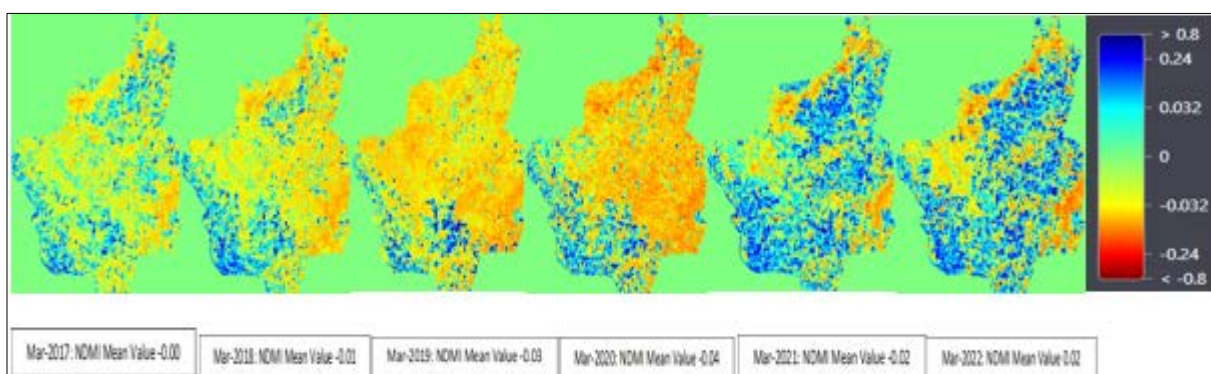 > 0.8
0.24
0.032
0
-0.032
-0.24
< -0.8
Mar-2017: NDMI Mean Value -0.00
Mar-2018: NDMI Mean Value -0.01
Mar-2019: NDMI Mean Value -0.03
Mar-2020: NDMI Mean Value -0.04
Mar-2021: NDMI Mean Value -0.02
Mar-2022: NDMI Mean Value 0.02